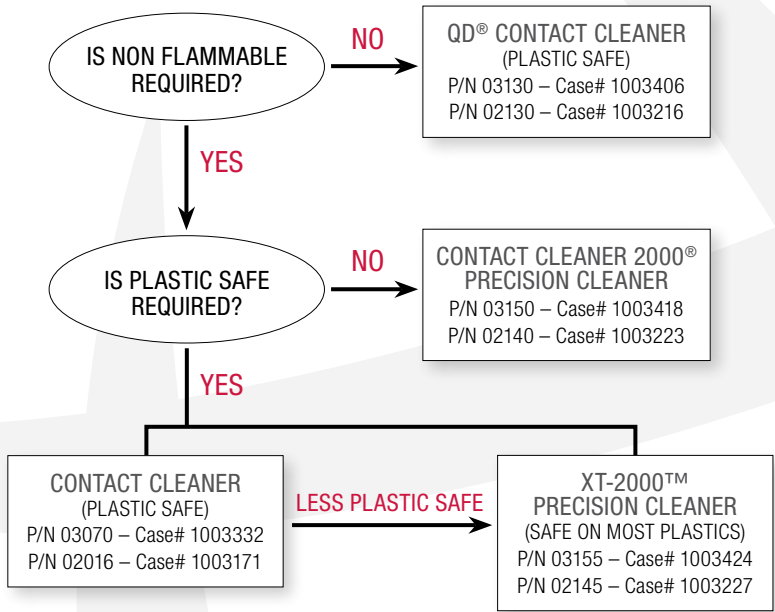 IS NON FLAMMABLE
REQUIRED?
NO
QD® CONTACT CLEANER
(PLASTIC SAFE)
P/N 03130 – Case# 1003406
P/N 02130 – Case# 1003216
YES
IS PLASTIC SAFE
REQUIRED?
NO
CONTACT CLEANER 2000®
PRECISION CLEANER
P/N 03150 – Case# 1003418
P/N 02140 – Case# 1003223
YES
CONTACT CLEANER
(PLASTIC SAFE)
P/N 03070 – Case# 1003332
P/N 02016 – Case# 1003171
LESS PLASTIC SAFE
XT-2000™
PRECISION CLEANER
(SAFE ON MOST PLASTICS)
P/N 03155 – Case# 1003424
P/N 02145 – Case# 1003227